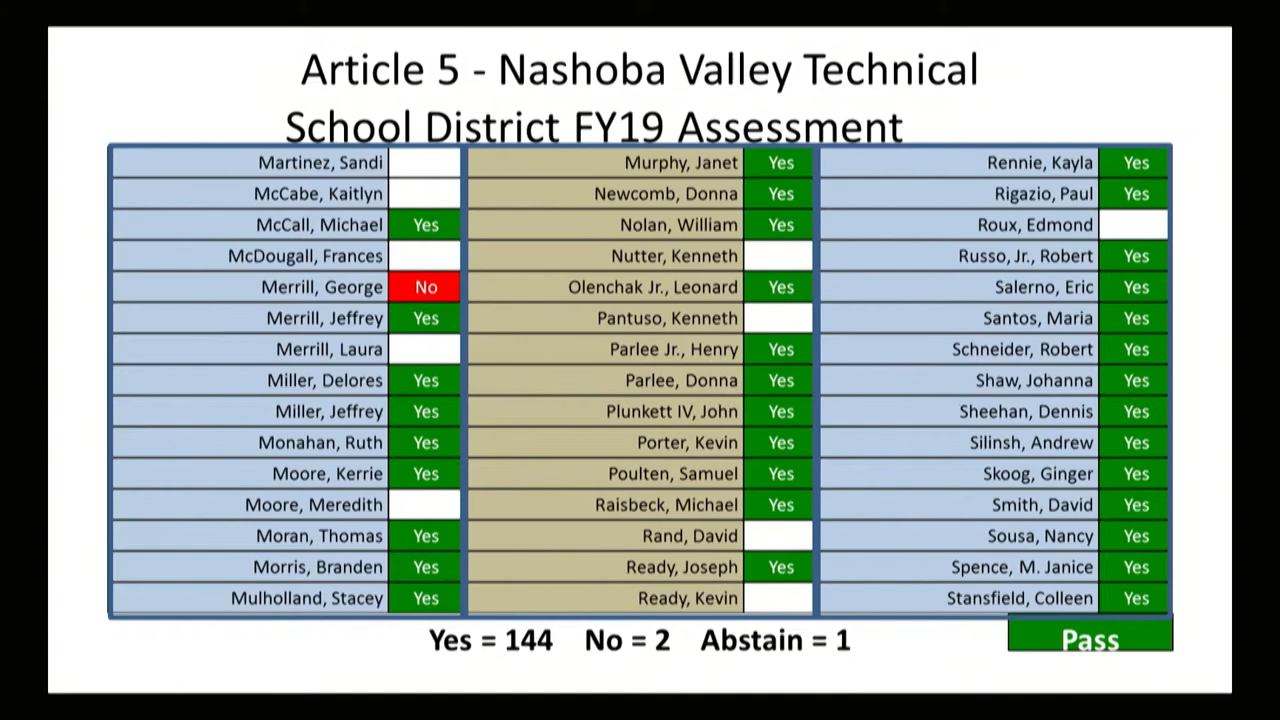 Article 5 - Nashoba Valley Technical
School District FY19 Assessment
Martinez, Sandi Murphy, Janet Yes Rennie, Kayla Yes
McCabe, Kaitlyn Newcomb, Donna Yes Rigazio, Paul Yes
McCall, Michael Yes Nolan, William Yes Roux, Edmond
McDougall, Frances Nutter, Kenneth Russo, Jr., Robert Yes
Merrill, George No Olenchak Jr., Leonard Yes Salerno, Eric Yes
Merrill, Jeffrey Yes Pantuso, Kenneth Santos, Maria Yes
Merrill, Laura Parlee Jr., Henry Yes Schneider, Robert Yes
Miller, Delores Yes Parlee, Donna Yes Shaw, Johanna Yes
Miller, Jeffrey Yes Plunkett IV, John Yes Sheehan, Dennis Yes
Monahan, Ruth Yes Porter, Kevin Yes Silinsh, Andrew Yes
Moore, Kerrie Yes Poulten, Samuel Yes Skoog, Ginger Yes
Moore, Meredith Raisbeck, Michael Yes Smith, David Yes
Moran, Thomas Yes Rand, David Sousa, Nancy Yes
Morris, Branden Yes Ready, Joseph Yes Spence, M. Janice Yes
Mulholland, Stacey Yes Ready, Kevin Stansfield, Colleen Yes
Yes = 144 No = 2 Abstain = 1 Pass